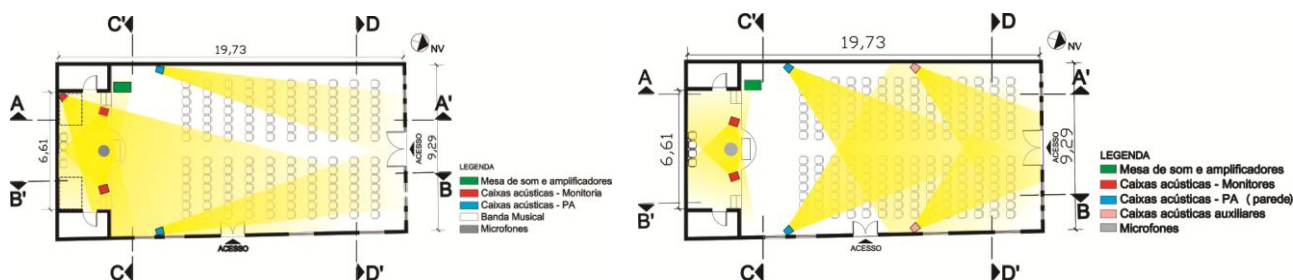 C'
D
19,73
NV
A
A'
6,61
9,29
ACESSO
B'
B
ACESSO
C
D'
LEGENDA
Mesa de som e amplificadores
Caixas acústicas - Monitoria
Caixas acústicas - PA
Banda Musical
Microfones
C'
D
19,73
NV
A
A'
6,61
9,29
ACESSO
B'
B
ACESSO
C
D'
LEGENDA
Mesa de som e amplificadores
Caixas acústicas - Monitores
Caixas acústicas - PA ( parede)
Caixas acústicas auxiliares
Microfones